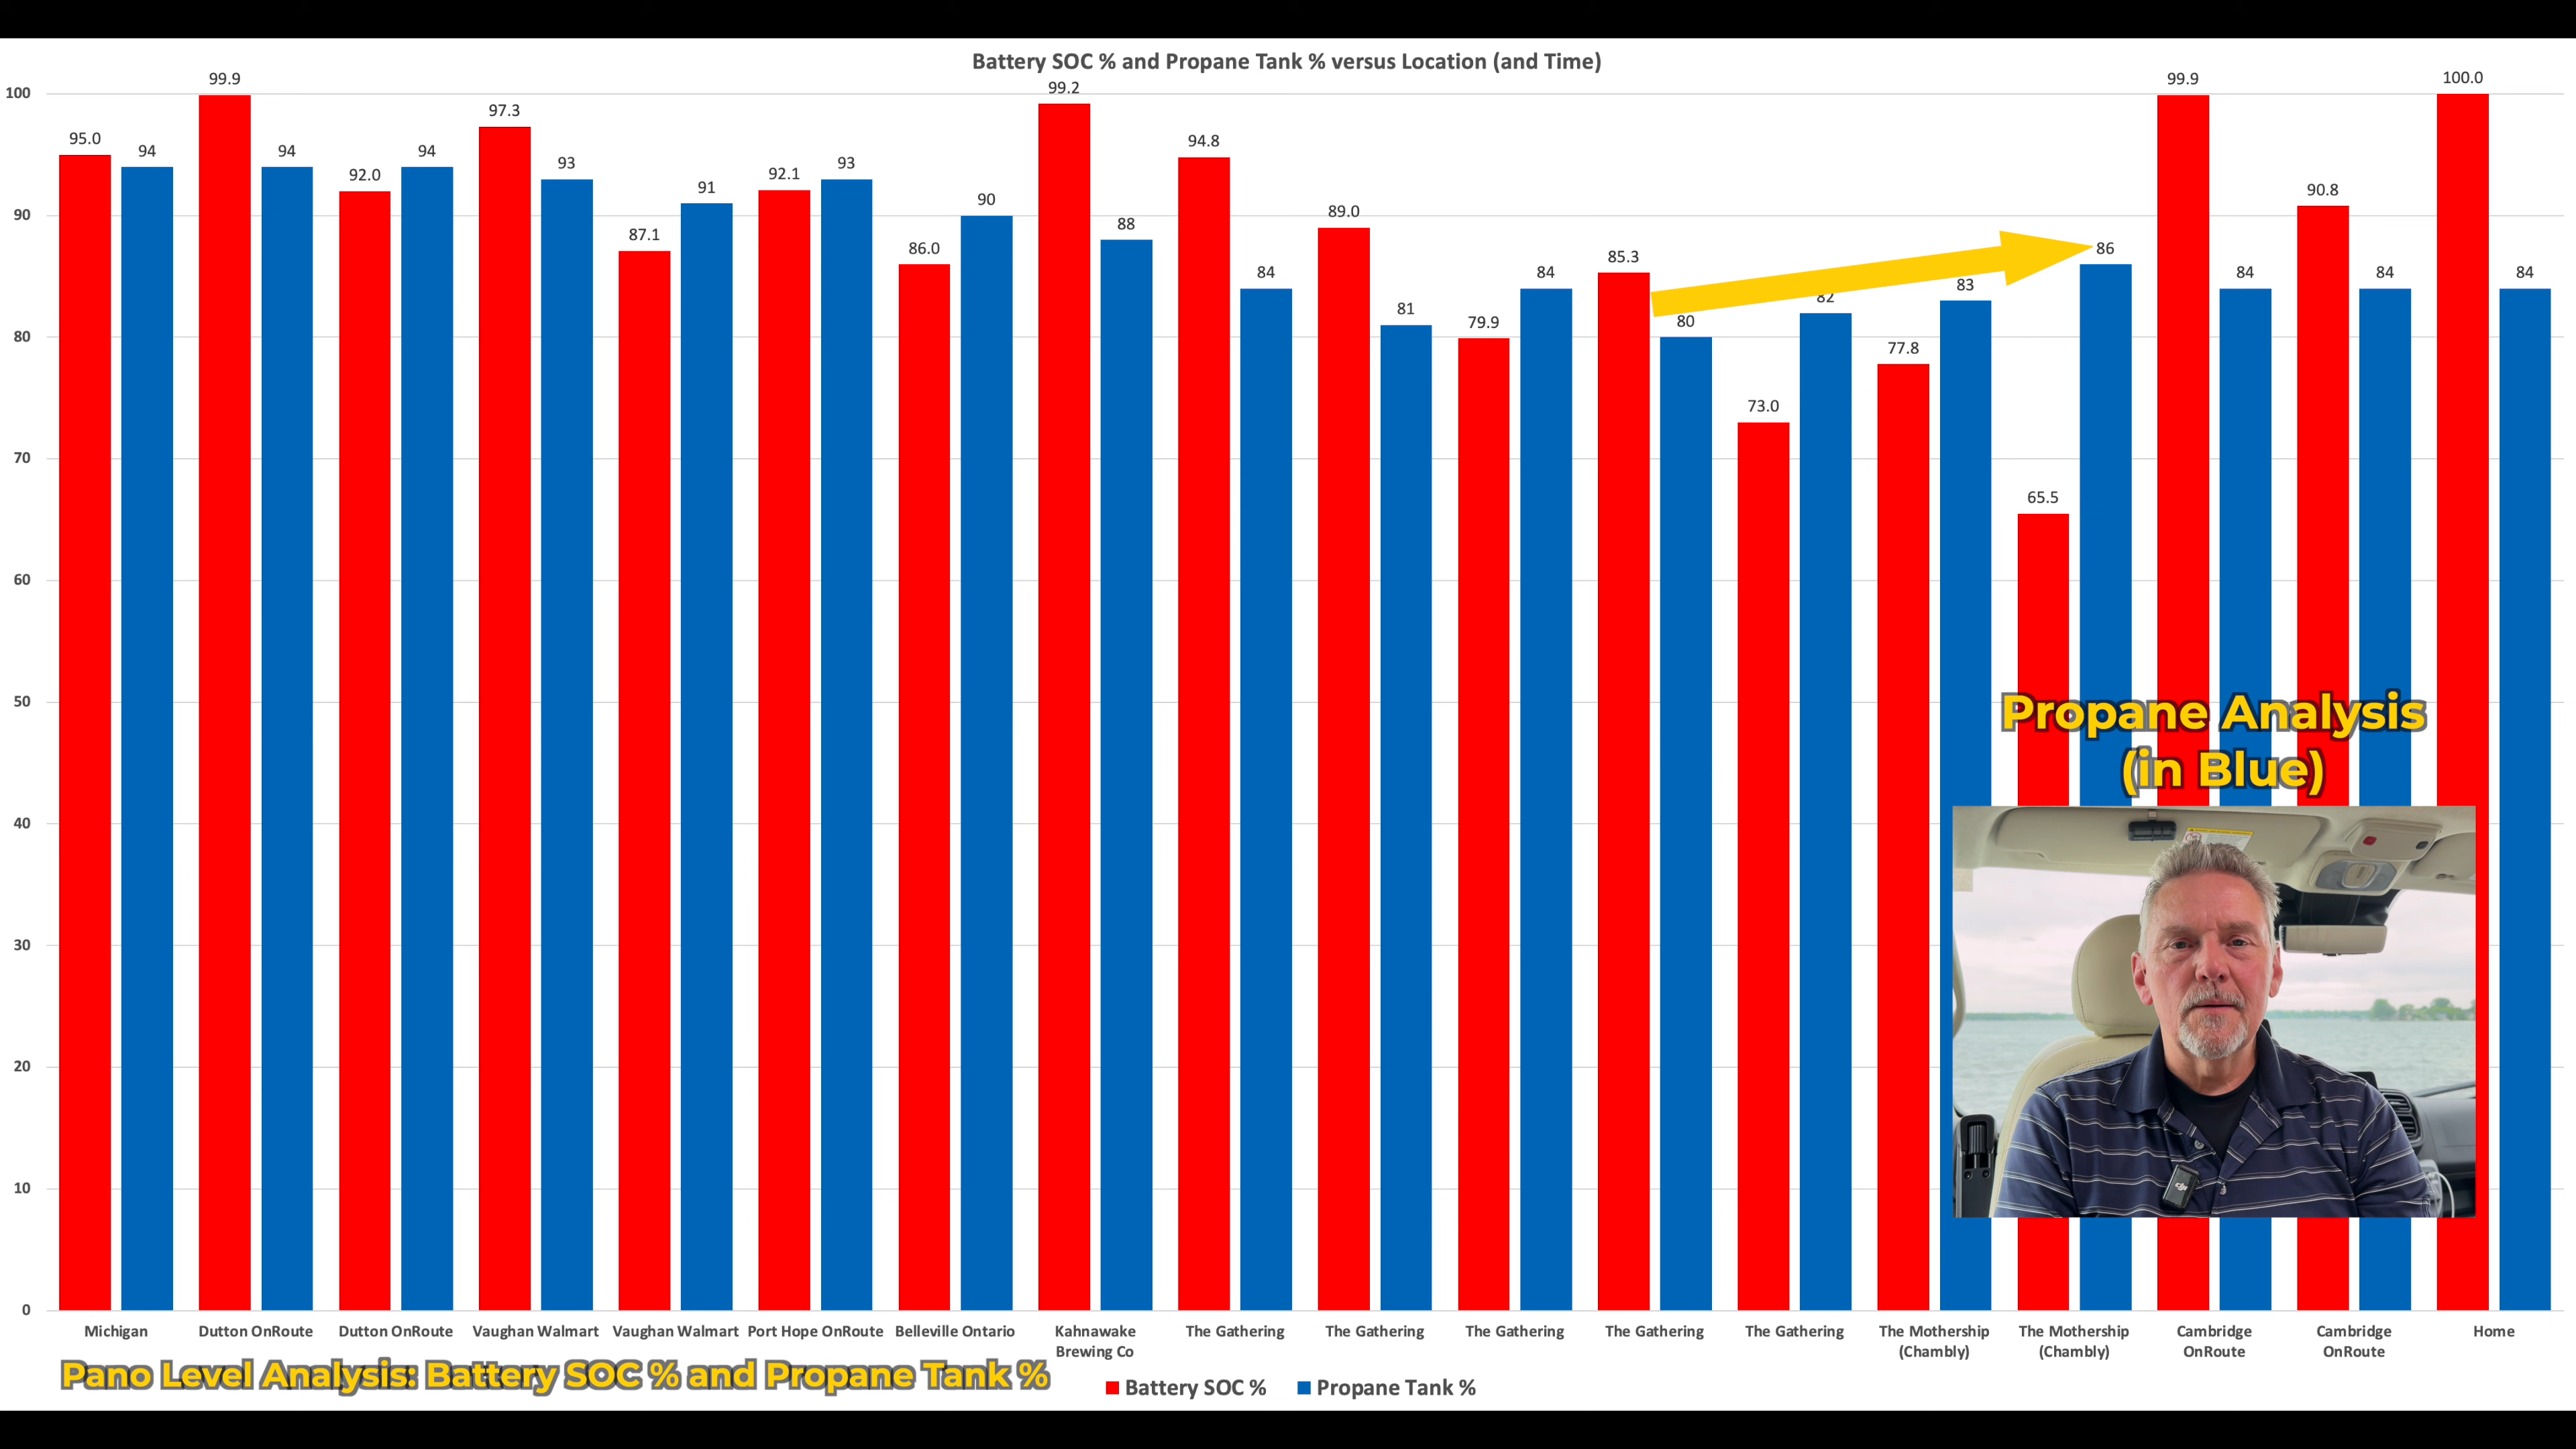 Battery SOC % and Propane Tank % versus Location (and Time)
100
90
80
70
60
50
40
30
20
10
0
95.0 94 99.9 94 92.0 94 97.3 93 87.1 91 92.1 93 86.0 90 99.2 88 94.8 84 89.0 81 79.9 84 85.3 80 73.0 82 77.8 83 65.5 86 99.9 84 90.8 84 100.0 84
Propane Analysis
(in Blue)
Michigan
Dutton OnRoute
Dutton OnRoute
Vaughan Walmart
Vaughan Walmart
Port Hope OnRoute
Belleville Ontario
Kahnawake
Brewing Co
The Gathering
The Gathering
The Gathering
The Gathering
The Gathering
The Mothership
(Chambly)
The Mothership
(Chambly)
Cambridge
OnRoute
Cambridge
OnRoute
Home
Pano Level Analysis: Battery SOC % and Propane Tank %
Battery SOC %
Propane Tank %
dji